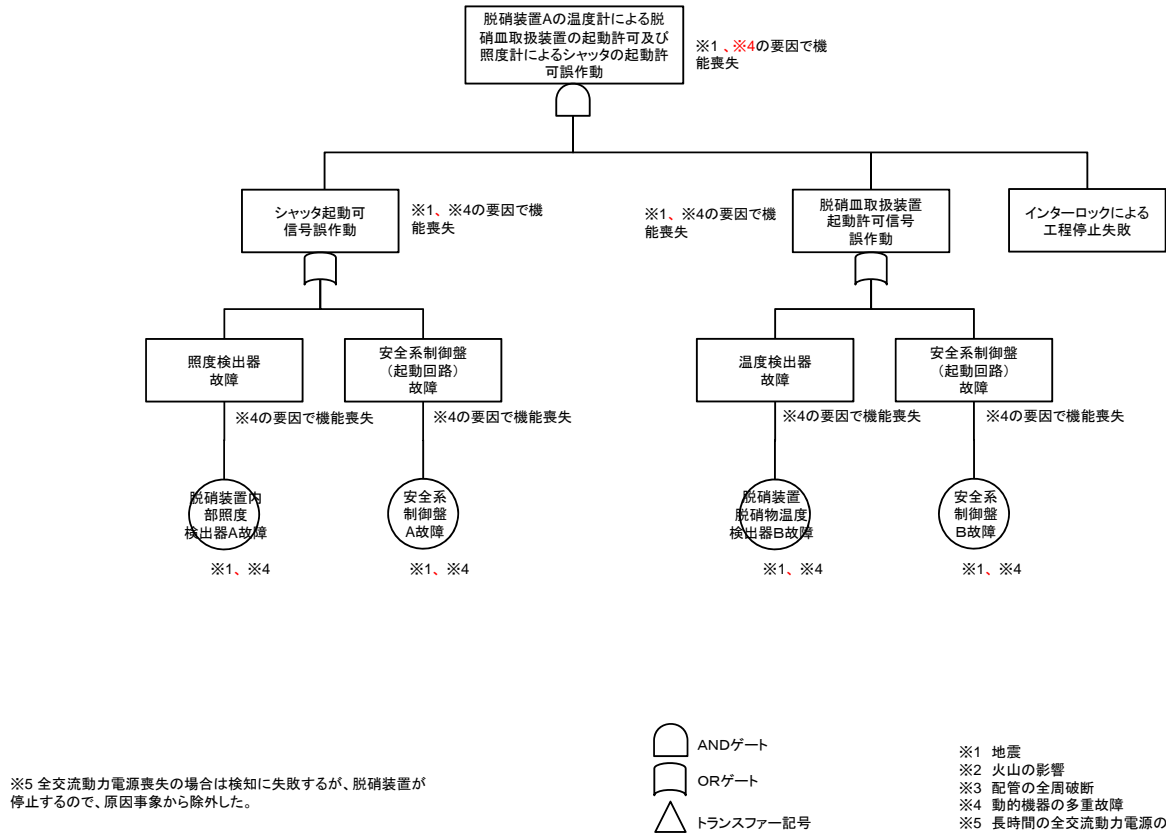 脱硝装置Aの温度計による脱
硝皿取扱装置の起動許可及び
照度計によるシャッタの起動許
可誤作動
※1 、※4の要因で機
能喪失
シャッタ起動可
信号誤作動
※1、※4の要因で機
能喪失
※1、※4の要因で機
能喪失
脱硝皿取扱装置
起動許可信号
誤作動
インターロックによる
工程停止失敗
照度検出器
故障
安全系制御盤
（起動回路）
故障
温度検出器
故障
安全系制御盤
（起動回路）
故障
※4の要因で機能喪失
※4の要因で機能喪失
※4の要因で機能喪失
※4の要因で機能喪失
脱硝装置内
部照度
検出器A故障
安全系
制御盤
A故障
脱硝装置
脱硝物温度
検出器B故障
安全系
制御盤
B故障
※1、※4
※1、※4
※1、※4
※1、※4
※5 全交流動力電源喪失の場合は検知に失敗するが、脱硝装置が
停止するので、原因事象から除外した。
ANDゲート
ORゲート
トランスファー記号
※1 地震
※2 火山の影響
※3 配管の全周破断
※4 動的機器の多重故障
※5 長時間の全交流動力電源の